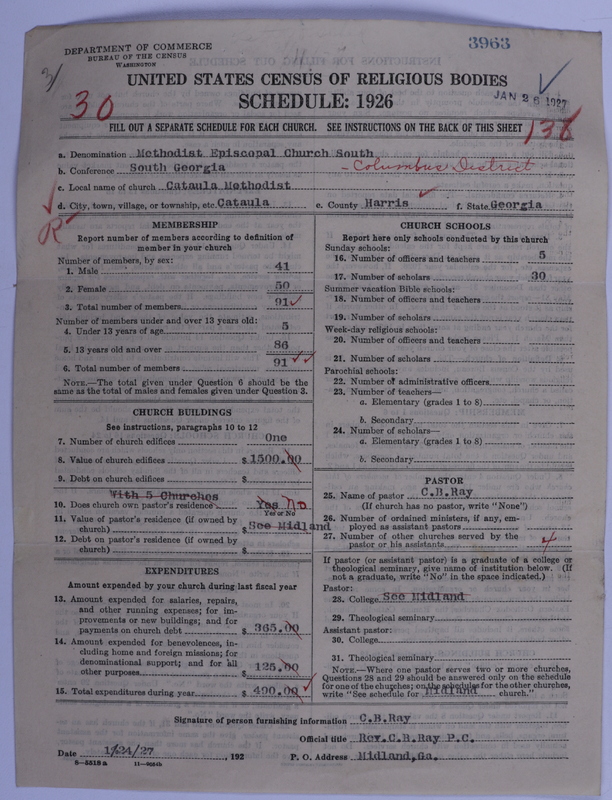 3963
DEPARTMENT OF COMMERCE
BUREAU OF THE CENSUS
WASHINGTON
UNITED STATES CENSUS OF RELIGIOUS BODIES
SCHEDULE: 1926
JAN 26 1927
30
FILL OUT A SEPARATE SCHEDULE FOR EACH CHURCH. SEE INSTRUCTIONS ON THE BACK OF THIS SHEET
138
a. Denomination Methodist Episcopal Church South
b. Conference South Georgia - Columbus District
c. Local name of church Cataula Methodist
d. City, town, village, or township, etc. Cataula e. County Harris f. State Georgia
R
MEMBERSHIP
Report number of members according to definition of
member in your church
Number of members, by sex:
1. Male 41
2. Female 50
3. Total number of members 91
Number of members under and over 13 years old:
4. Under 13 years of age 5
5. 13 years old and over 86
6. Total number of members 91
NOTE.—The total given under Question 6 should be the
same as the total of males and females given under Question 3.
CHURCH BUILDINGS
See instructions, paragraphs 10 to 12
7. Number of church edifices One
8. Value of church edifices $ 1500.00
9. Debt on church edifices $
With 5 Churches
10. Does church own pastor's residence Yes No
Yes or No
11. Value of pastor's residence (if owned by
church) $ See Midland
12. Debt on pastor's residence (if owned by
church) $
EXPENDITURES
Amount expended by your church during last fiscal year
13. Amount expended for salaries, repairs,
and other running expenses; for im-
provements or new buildings; and for
payments on church debt $ 365.00
14. Amount expended for benevolences, in-
cluding home and foreign missions; for
denominational support; and for all
other purposes $ 125.00
15. Total expenditures during year $ 490.00
CHURCH SCHOOLS
Report here only schools conducted by this church
Sunday schools:
16. Number of officers and teachers 5
17. Number of scholars 30
Summer vacation Bible schools:
18. Number of officers and teachers
19. Number of scholars
Week-day religious schools:
20. Number of officers and teachers
21. Number of scholars
Parochial schools:
22. Number of administrative officers
23. Number of teachers—
a. Elementary (grades 1 to 8)
b. Secondary
24. Number of scholars—
a. Elementary (grades 1 to 8)
b. Secondary
PASTOR
25. Name of pastor C.B.Ray
(If church has no pastor, write "None")
26. Number of ordained ministers, if any, em-
ployed as assistant pastors
27. Number of other churches served by the
pastor or his assistants 4
If pastor (or assistant pastor) is a graduate of a college or
theological seminary, give name of institution below. (If
not a graduate, write "No" in the space indicated.)
Pastor:
28. College See Midland
29. Theological seminary
Assistant pastor:
30. College
31. Theological seminary
NOTE.—Where one pastor serves two or more churches,
Questions 28 and 29 should be answered only on the schedule
for one of the churches; on the schedules for the other churches,
write "See schedule for Midland church."
Signature of person furnishing information C.B.Ray
Official title Rev.C.B.Ray P.C.
Date 1/24/27, 192 P. O. Address Midland,Ga.
8—5518a 11—9054b